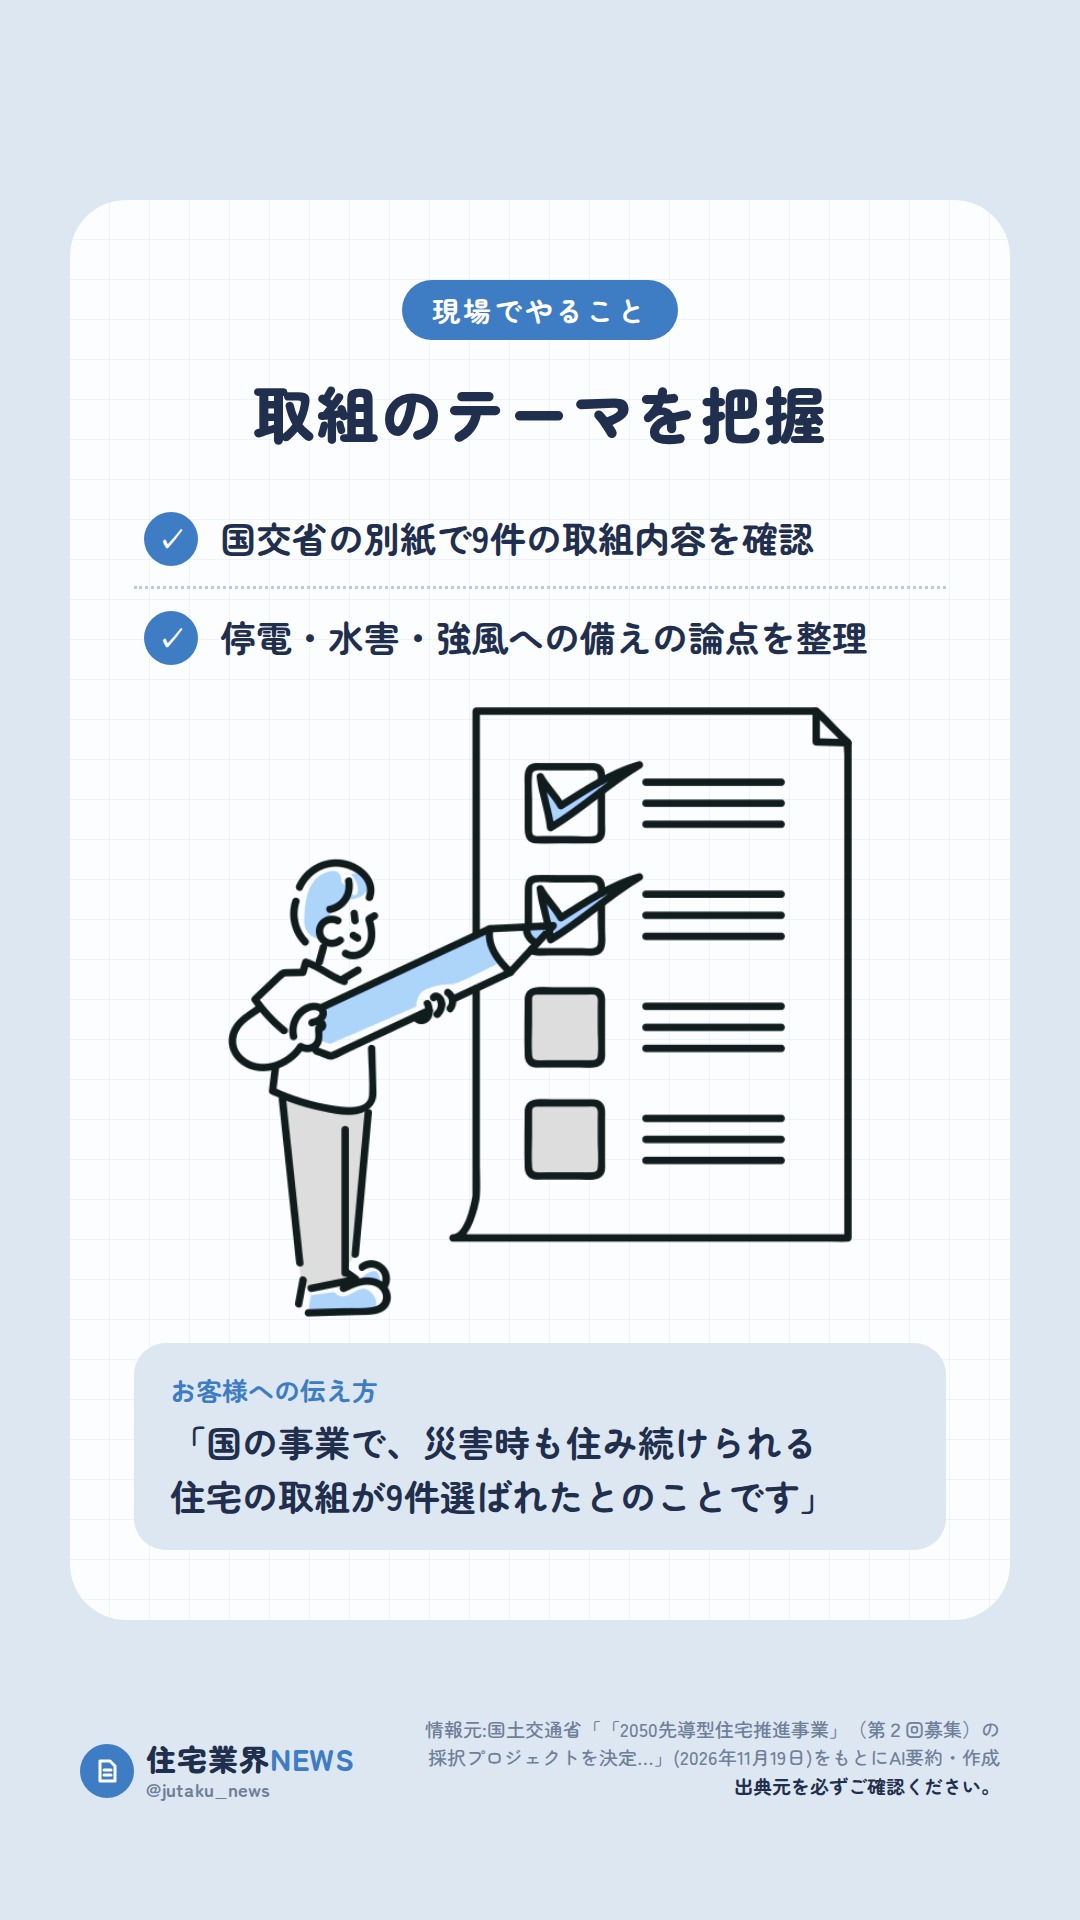 現場でやること
取組のテーマを把握
✓ 国交省の別紙で9件の取組内容を確認
✓ 停電・水害・強風への備えの論点を整理
お客様への伝え方
「国の事業で、災害時も住み続けられる
住宅の取組が9件選ばれたとのことです」
住宅業界NEWS
@jutaku_news
情報元:国土交通省「「2050先導型住宅推進事業」（第２回募集）の
採択プロジェクトを決定…」(2026年11月19日)をもとにAI要約・作成
出典元を必ずご確認ください。